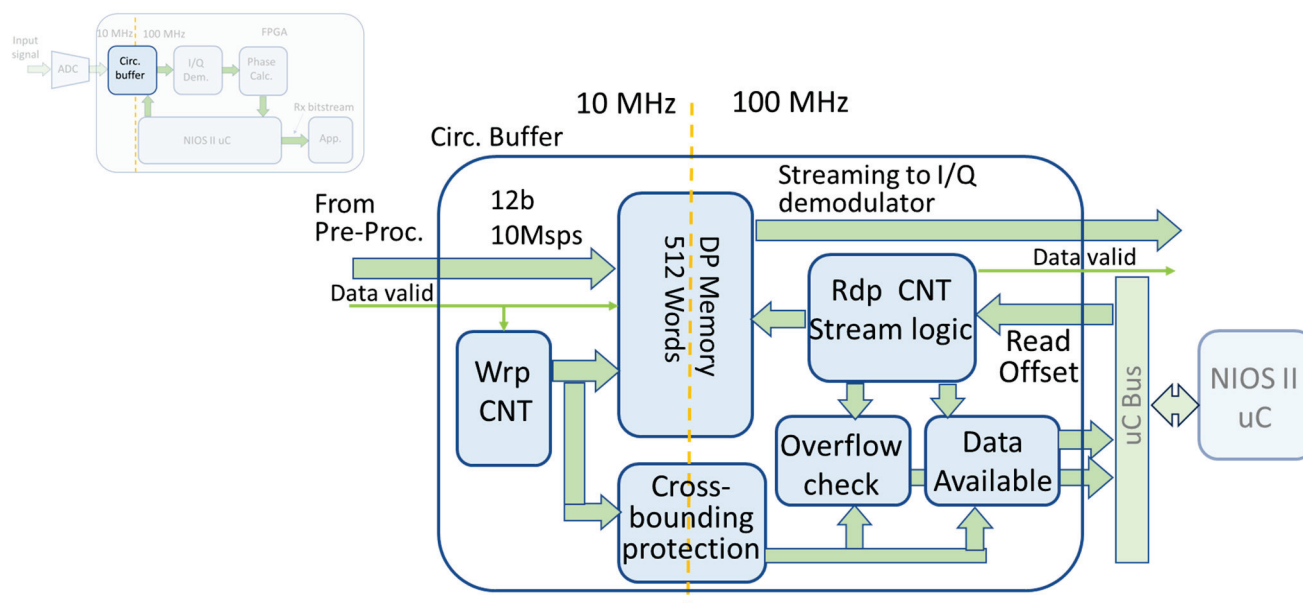 10 MHz
100 MHz
FPGA
Input
signal
ADC
Circ.
buffer
I/Q
Dem.
Phase
Calc.
Rx bitstream
NIOS II uC
App.
10 MHz
100 MHz
Circ. Buffer
From
Pre-Proc.
12b
10Msps
Data valid
Wrp
CNT
DP Memory
512 Words
Cross-
bounding
protection
Streaming to I/Q
demodulator
Data valid
Rdp CNT
Stream logic
Read
Offset
Overflow
check
Data
Available
uC Bus
NIOS II
uC